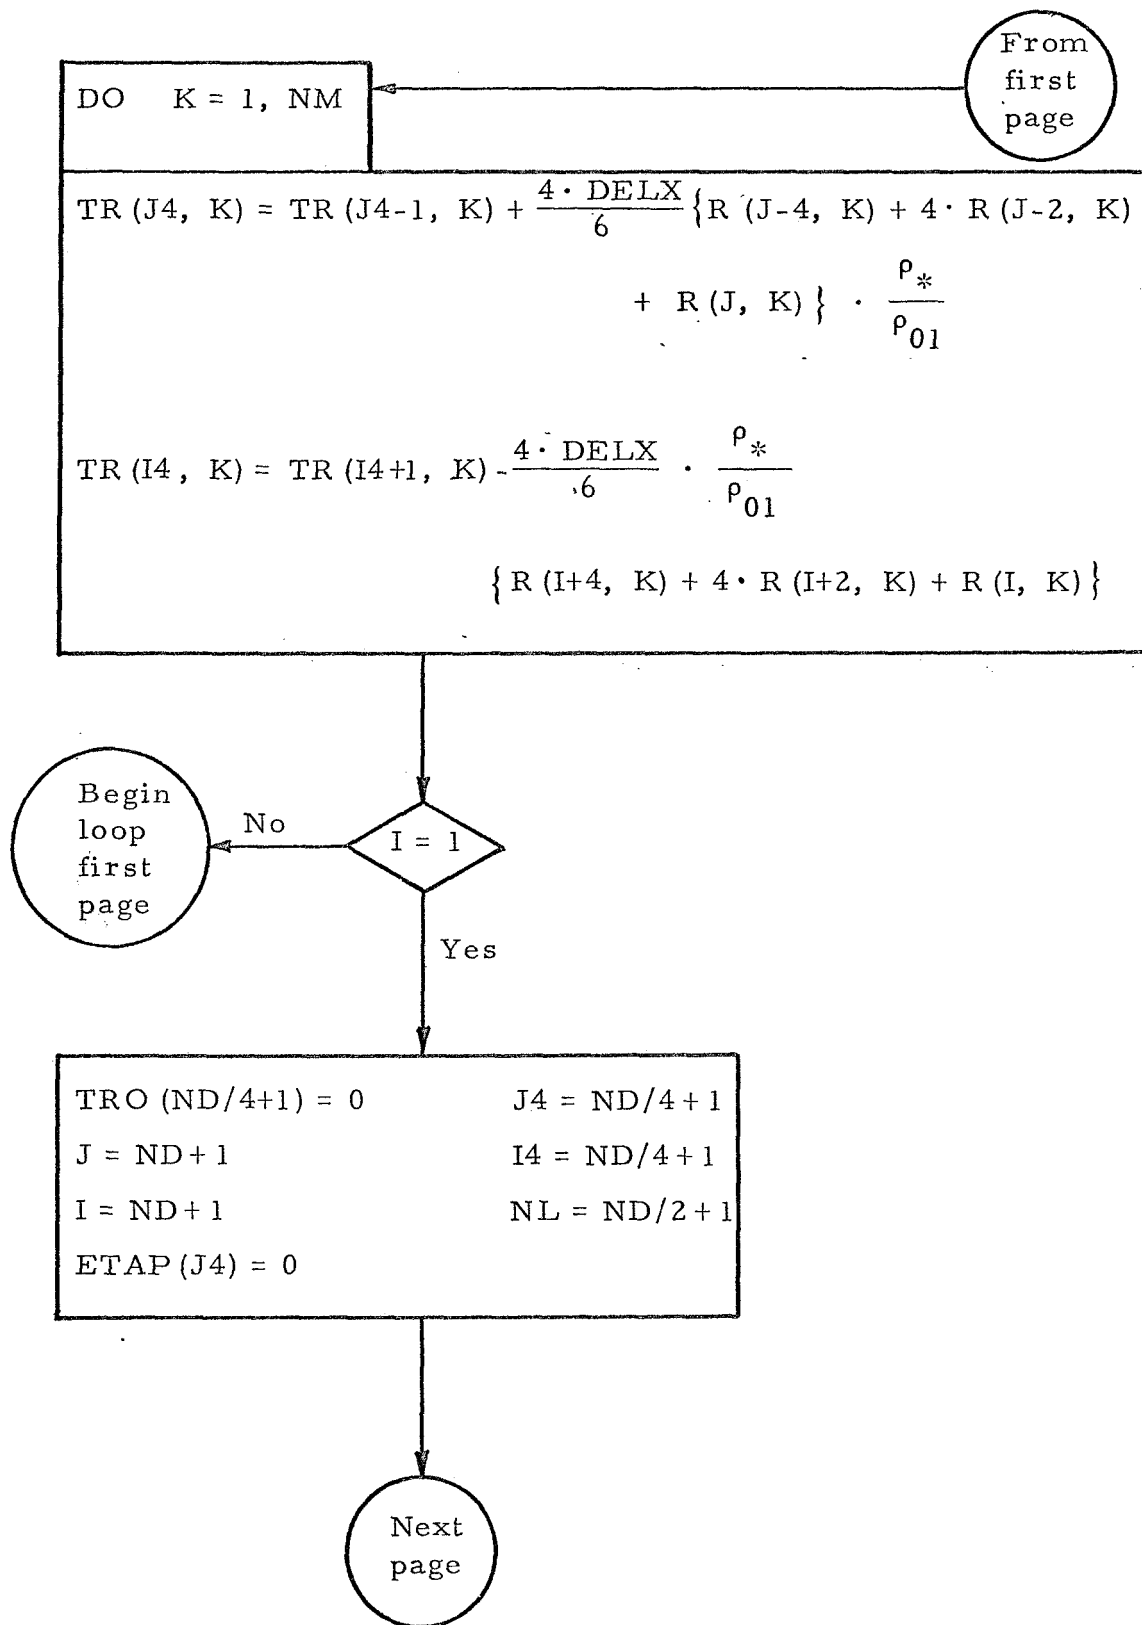 From
first
page
DO K = 1, NM
TR (J4, K) = TR (J4-1, K) + 4 · DELX / 6 { R (J-4, K) + 4 · R (J-2, K)
+ R (J, K) } · ρ* / ρ01
TR (I4, K) = TR (I4+1, K) - 4 · DELX / 6 · ρ* / ρ01
{ R (I+4, K) + 4 · R (I+2, K) + R (I, K) }
Begin
loop
first
page
No
I = 1
Yes
TRO (ND/4+1) = 0 J4 = ND/4+1
J = ND+1 I4 = ND/4+1
I = ND+1 NL = ND/2+1
ETAP (J4) = 0
Next
page